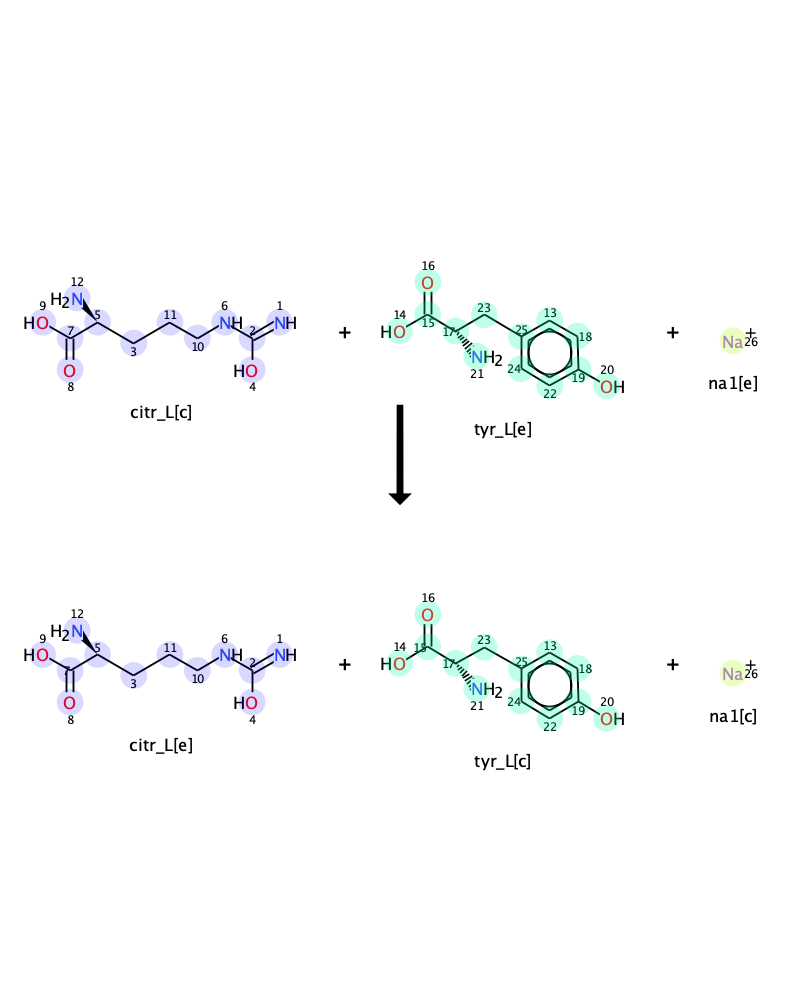 12
9
H2N
5
11
6
1
HO
7
NH
2
NH
3
10
O
HO
8
4
citr_L[c]
+
16
O
14
23
13
HO
15
17
25
18
NH2
21
24
22
19
20
OH
tyr_L[e]
+
Na+
26
na1[e]
12
9
H2N
5
11
6
1
HO
NH
2
NH
3
10
O
HO
8
4
citr_L[e]
+
16
O
14
15
23
13
HO
17
25
18
NH2
21
24
22
19
20
OH
tyr_L[c]
+
Na+
26
na1[c]